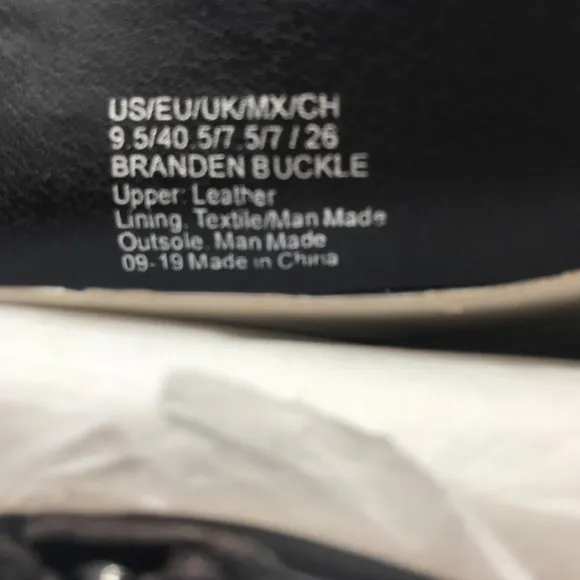 US/EU/UK/MX/CH
9.5/40.5/7.5/7 / 26
BRANDEN BUCKLE
Upper: Leather
Lining. Textile/Man Made
Outsole. Man Made
09-19 Made in China